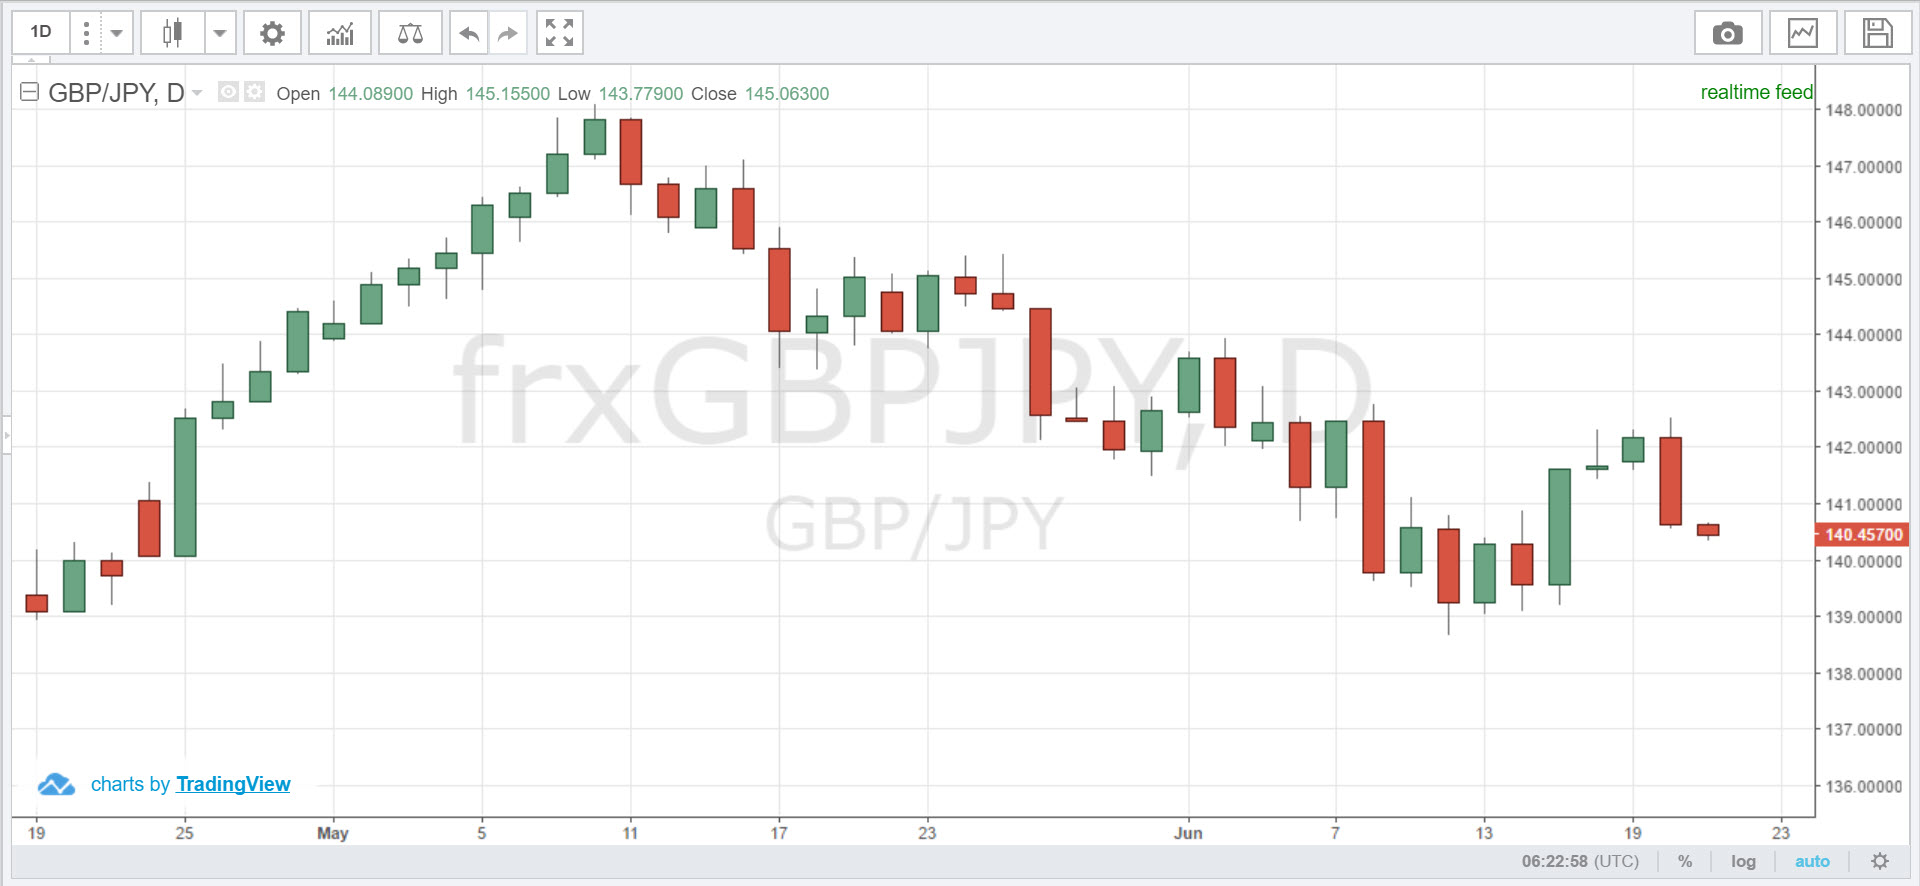 1D
GBP/JPY, D Open 144.08900 High 145.15500 Low 143.77900 Close 145.06300
realtime feed
148.00000
147.00000
146.00000
145.00000
144.00000
frxGBPJPY, D
143.00000
142.00000
GBP/JPY
141.00000
140.45700
140.00000
139.00000
138.00000
137.00000
charts by TradingView
136.00000
19 25 May 5 11 17 23 Jun 7 13 19 23
06:22:58 (UTC) % log auto